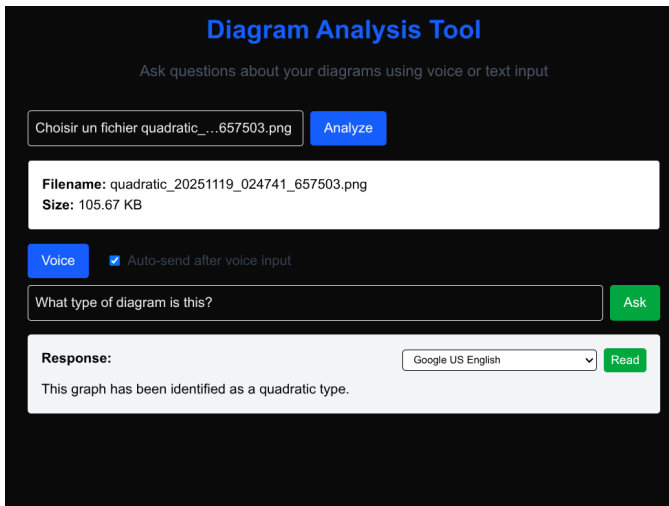 Diagram Analysis Tool
Ask questions about your diagrams using voice or text input
Choisir un fichier quadratic_...657503.png Analyze
Filename: quadratic_20251119_024741_657503.png
Size: 105.67 KB
Voice Auto-send after voice input
What type of diagram is this? Ask
Response: Google US English Read
This graph has been identified as a quadratic type.